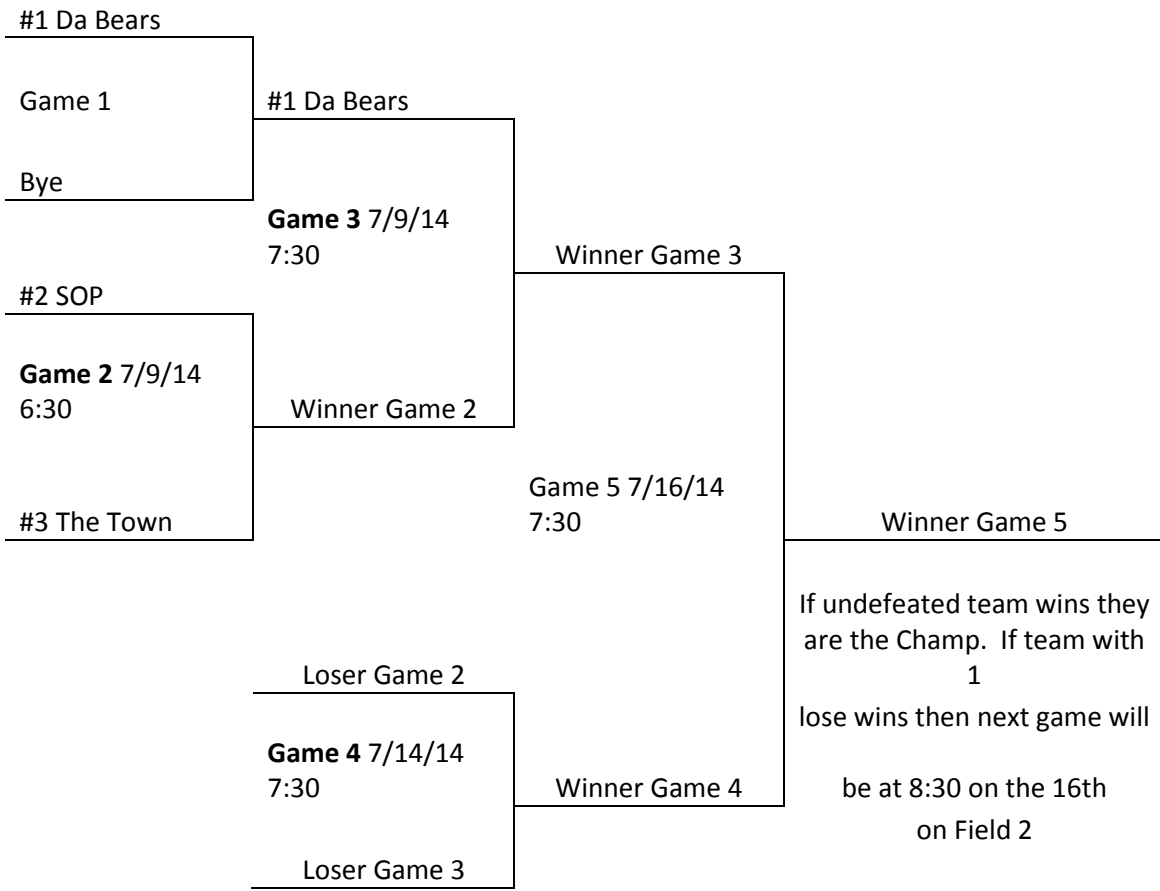 #1 Da Bears
Game 1
#1 Da Bears
Bye
Game 3 7/9/14
7:30
Winner Game 3
#2 SOP
Game 2 7/9/14
6:30
Winner Game 2
Game 5 7/16/14
7:30
#3 The Town
Winner Game 5
If undefeated team wins they
are the Champ.  If team with
1
lose wins then next game will
be at 8:30 on the 16th
on Field 2
Loser Game 2
Game 4 7/14/14
7:30
Winner Game 4
Loser Game 3